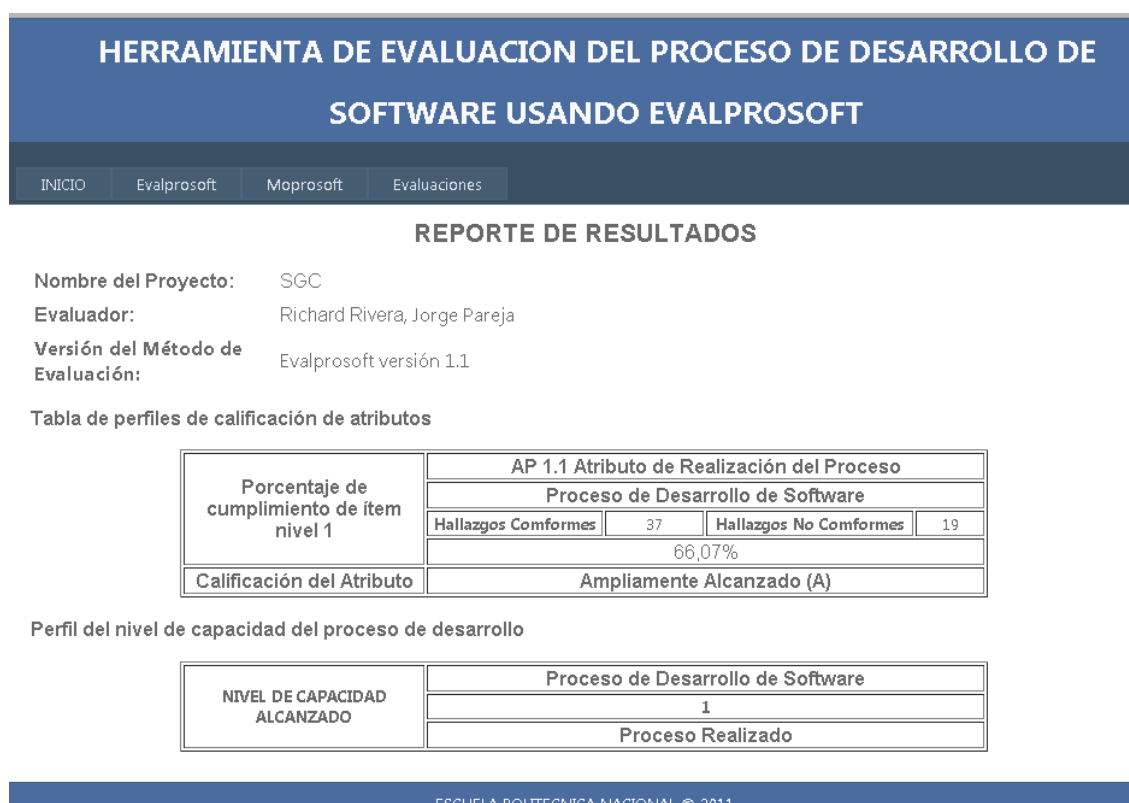 HERRAMIENTA DE EVALUACION DEL PROCESO DE DESARROLLO DE
SOFTWARE USANDO EVALPROSOFT
INICIO Evalprosoft Moprosoft Evaluaciones
REPORTE DE RESULTADOS
Nombre del Proyecto: SGC
Evaluador: Richard Rivera, Jorge Pareja
Versión del Método de
Evaluación:
Evalprosoft versión 1.1
Tabla de perfiles de calificación de atributos
Porcentaje de
cumplimiento de ítem
nivel 1
AP 1.1 Atributo de Realización del Proceso
Proceso de Desarrollo de Software
Hallazgos Comformes 37 Hallazgos No Comformes 19
66,07%
Calificación del Atributo Ampliamente Alcanzado (A)
Perfil del nivel de capacidad del proceso de desarrollo
NIVEL DE CAPACIDAD
ALCANZADO
Proceso de Desarrollo de Software
1
Proceso Realizado
ESCUELA POLITECNICA NACIONAL © 2011